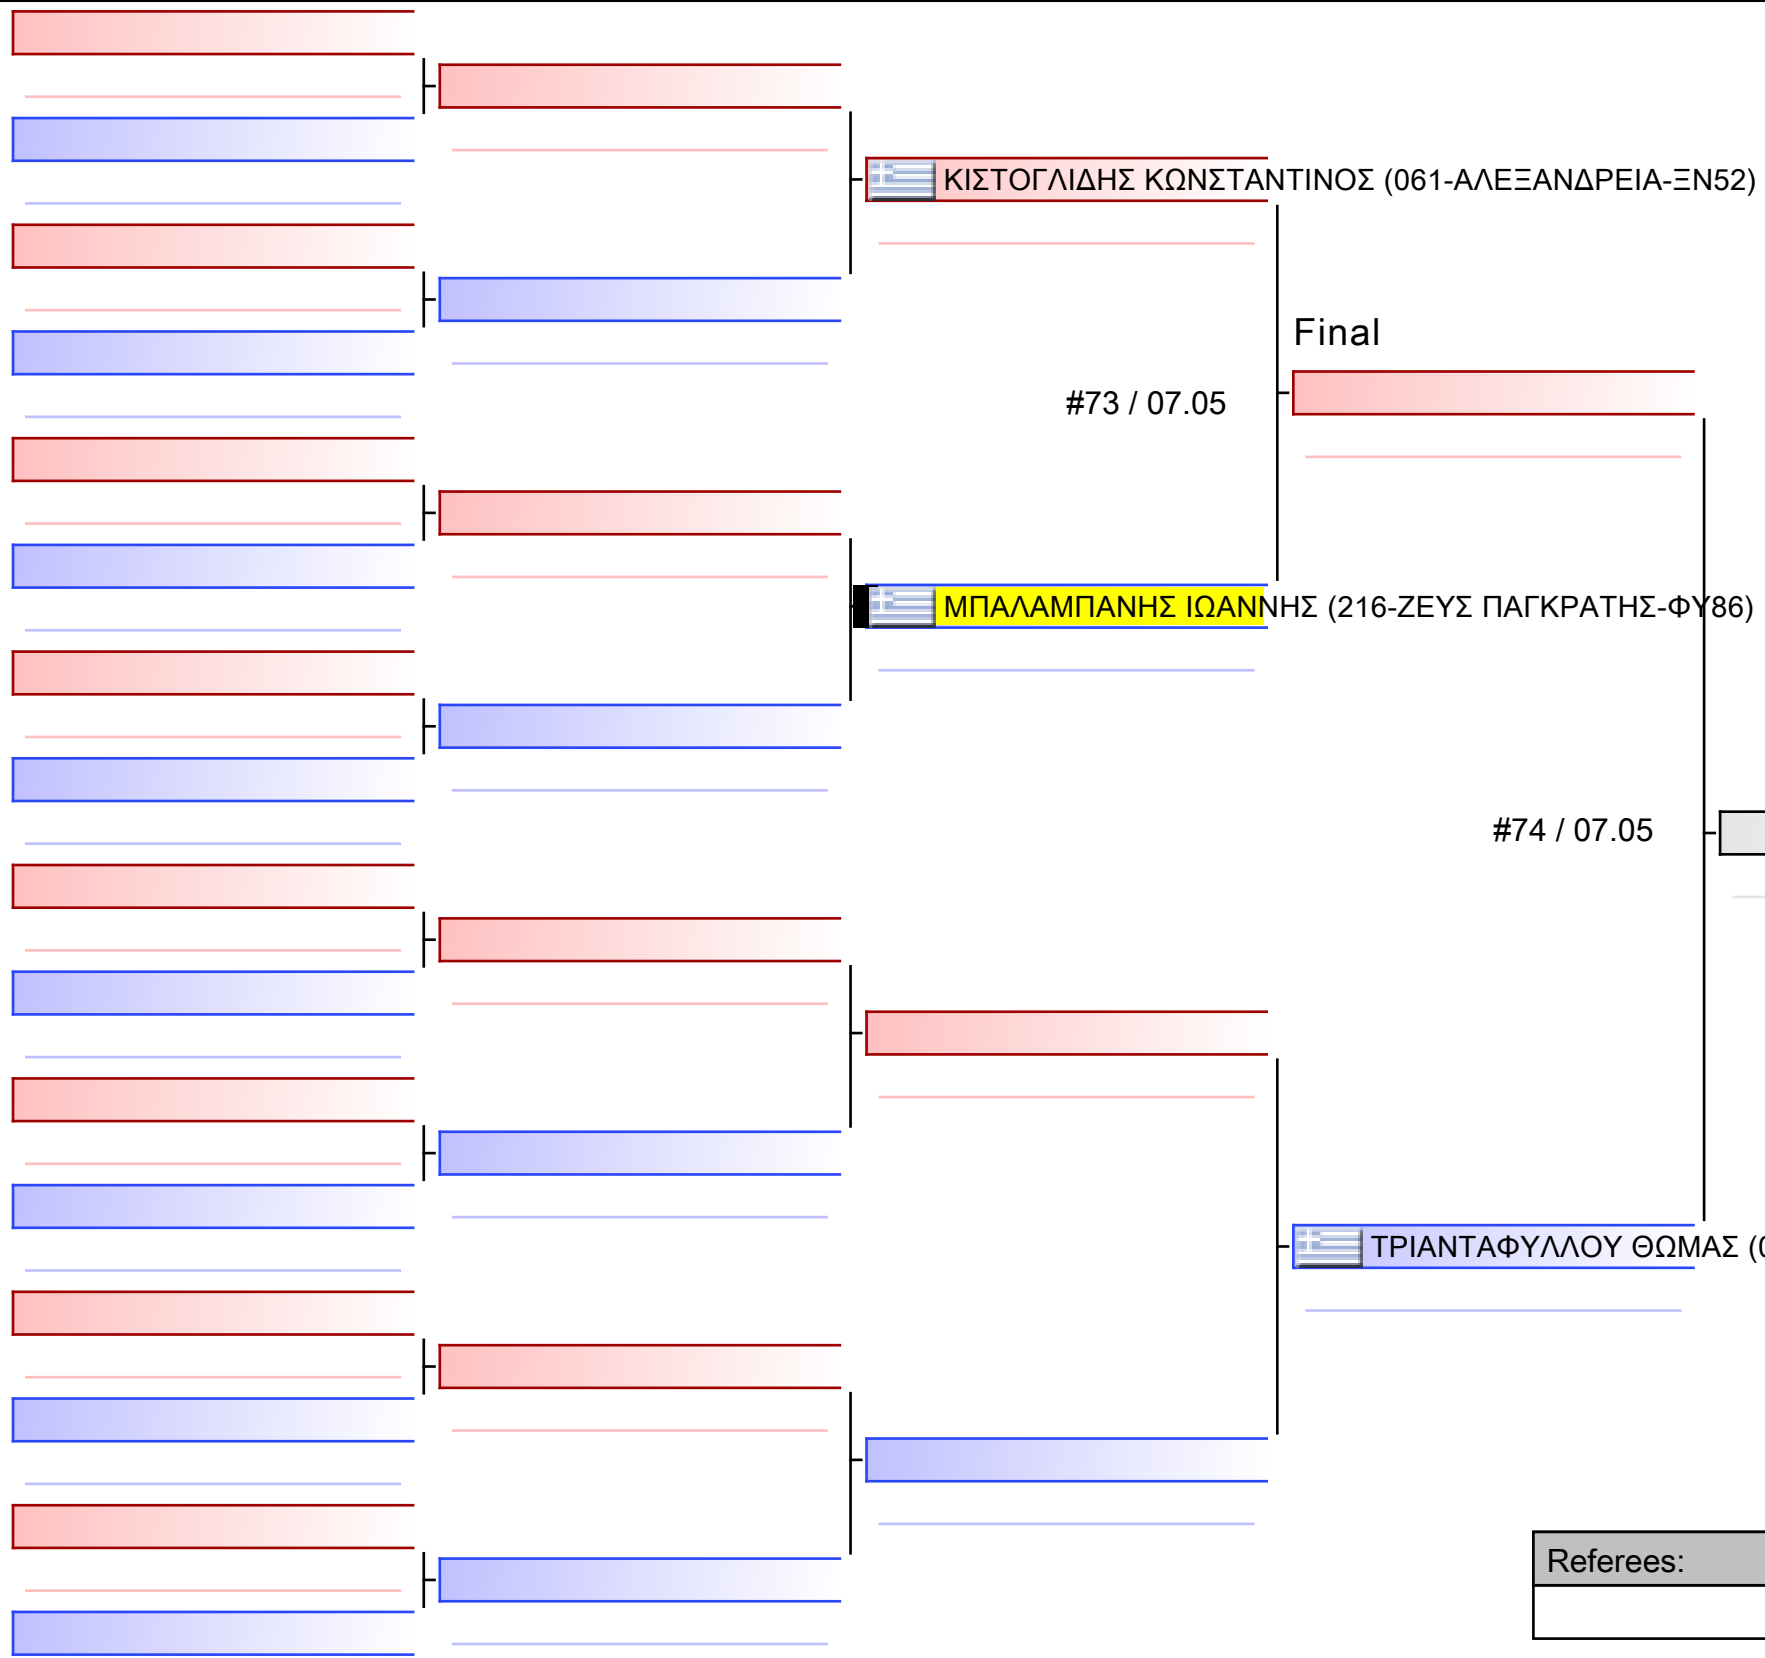 ΚΙΣΤΟΓΛΙΔΗΣ ΚΩΝΣΤΑΝΤΙΝΟΣ (061-ΑΛΕΞΑΝΔΡΕΙΑ-ΞΝ52)
Final
#73 / 07.05
ΜΠΑΛΑΜΠΑΝΗΣ ΙΩΑΝΝΗΣ (216-ΖΕΥΣ ΠΑΓΚΡΑΤΗΣ-ΦΥ86)
#74 / 07.05
ΤΡΙΑΝΤΑΦΥΛΛΟΥ ΘΩΜΑΣ
Referees: